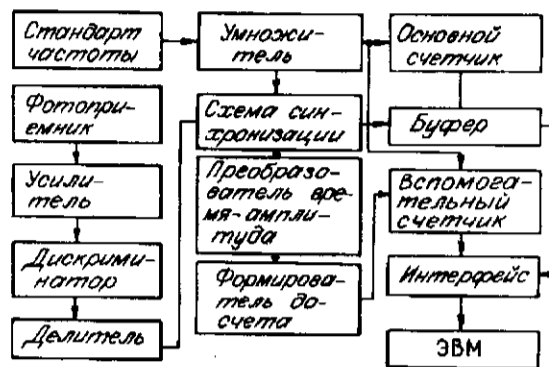 Стандарт
частоты
Умножи-
тель
Основной
счетчик
Фотопри-
емник
Схема син-
хронизации
Буфер
Усили-
тель
Преобразо-
ватель вре-
мя-ампли-
туда
Вспомога-
тельный
счетчик
Дискрими-
натор
Формирова-
тель до-
счета
Интерфейс
Делитель
ЭВМ